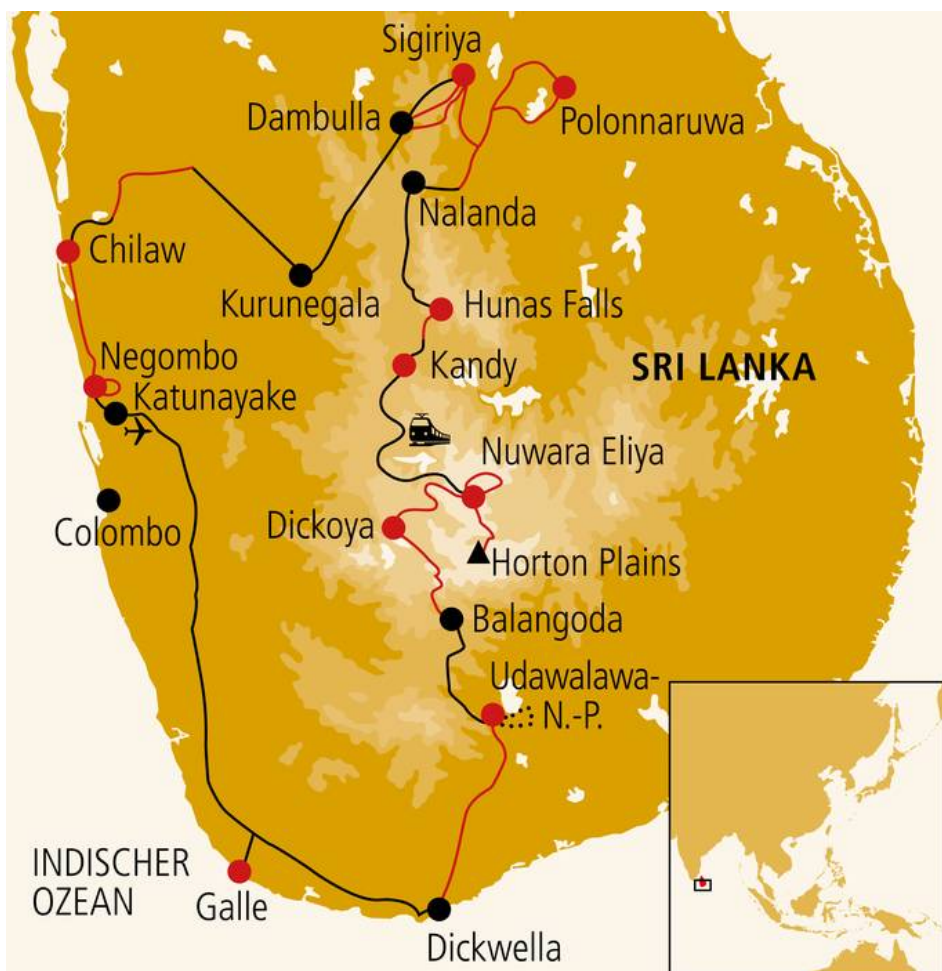 Sigiriya
Dambulla
Polonnaruwa
Nalanda
Chilaw
Kurunegala
Hunas Falls
Negombo
Kandy
SRI LANKA
Katunayake
Nuwara Eliya
Colombo
Dickoya
Horton Plains
Balangoda
Udawalawa-
N.-P.
INDISCHER
OZEAN
Galle
Dickwella